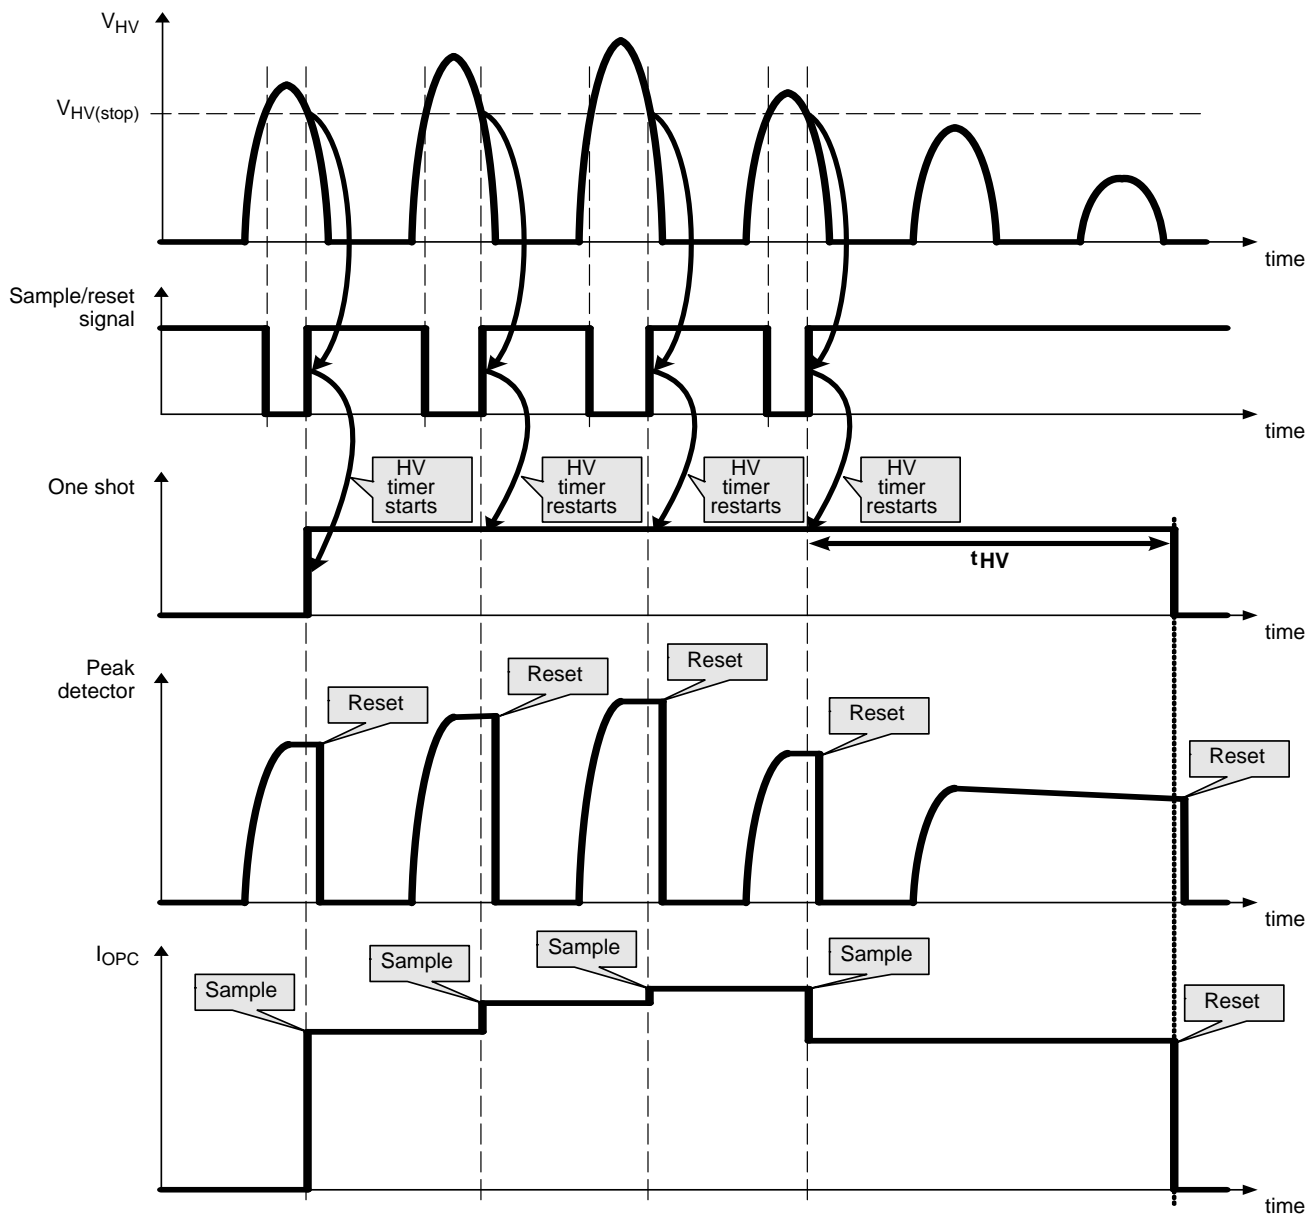 VHV
VHV(stop)
time
Sample/reset
signal
time
One shot
HV
timer
starts
HV
timer
restarts
HV
timer
restarts
HV
timer
restarts
tHV
time
Peak
detector
Reset
Reset
Reset
Reset
Reset
time
IOPC
Sample
Sample
Sample
Sample
Reset
time